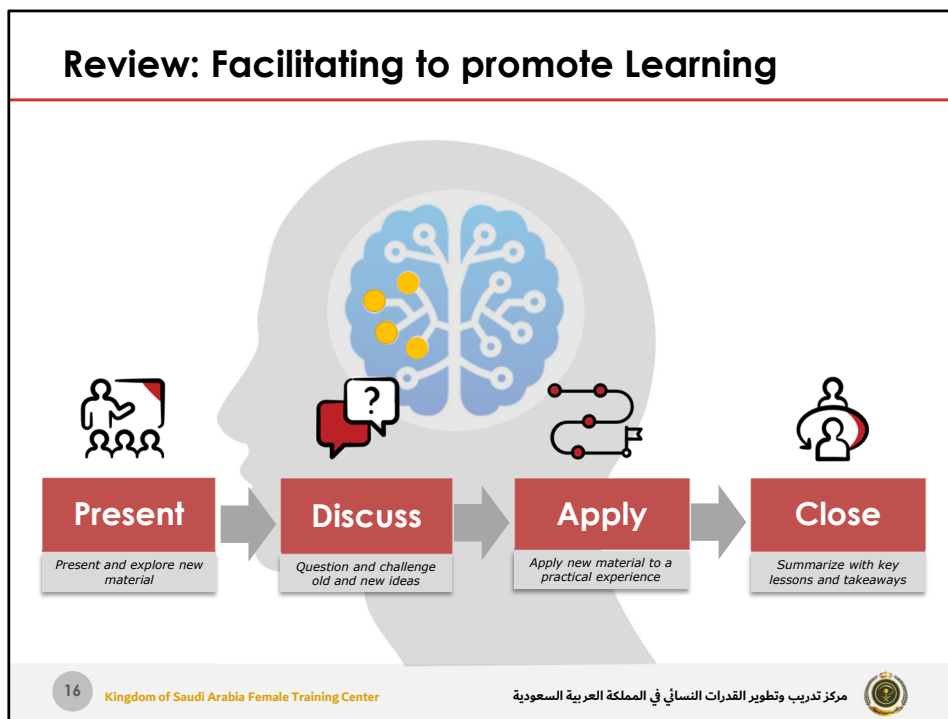 Review: Facilitating to promote Learning
?
Present
Present and explore new
material
Discuss
Question and challenge
old and new ideas
Apply
Apply new material to a
practical experience
Close
Summarize with key
lessons and takeaways
16
Kingdom of Saudi Arabia Female Training Center
مركز تدريب وتطوير القدرات النسائي في المملكة العربية السعودية